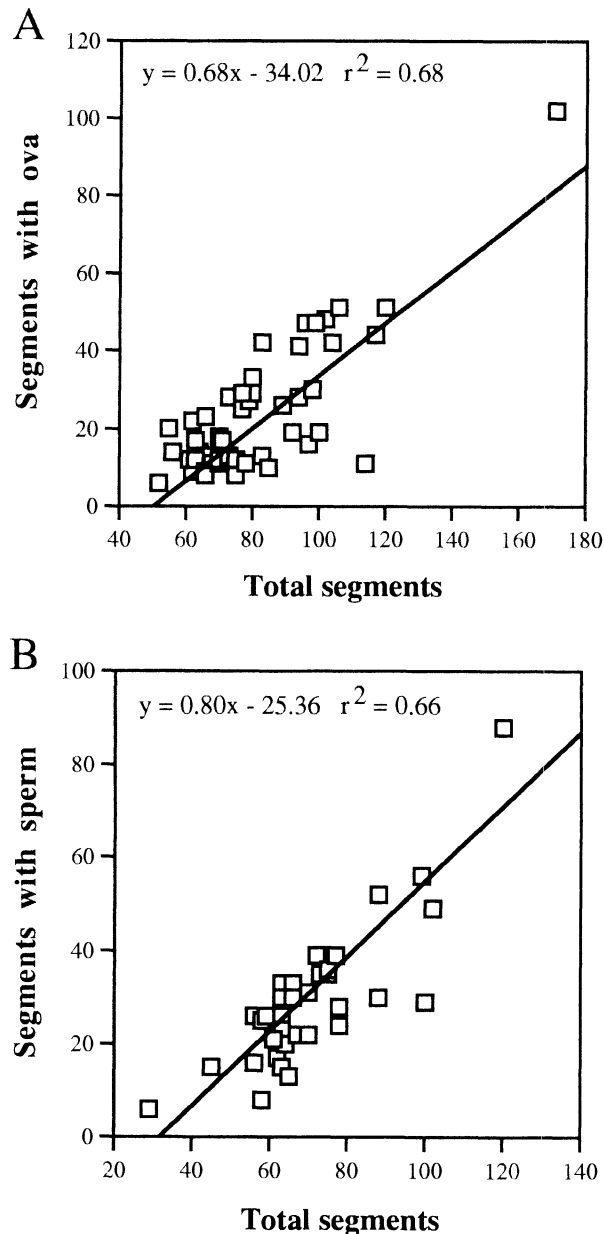 A
120
y = 0.68x - 34.02 r2 = 0.68
100
80
60
40
20
0
Segments with ova
40 60 80 100 120 140 160 180
Total segments
B
100
y = 0.80x - 25.36 r2 = 0.66
80
60
40
20
0
Segments with sperm
20 40 60 80 100 120 140
Total segments